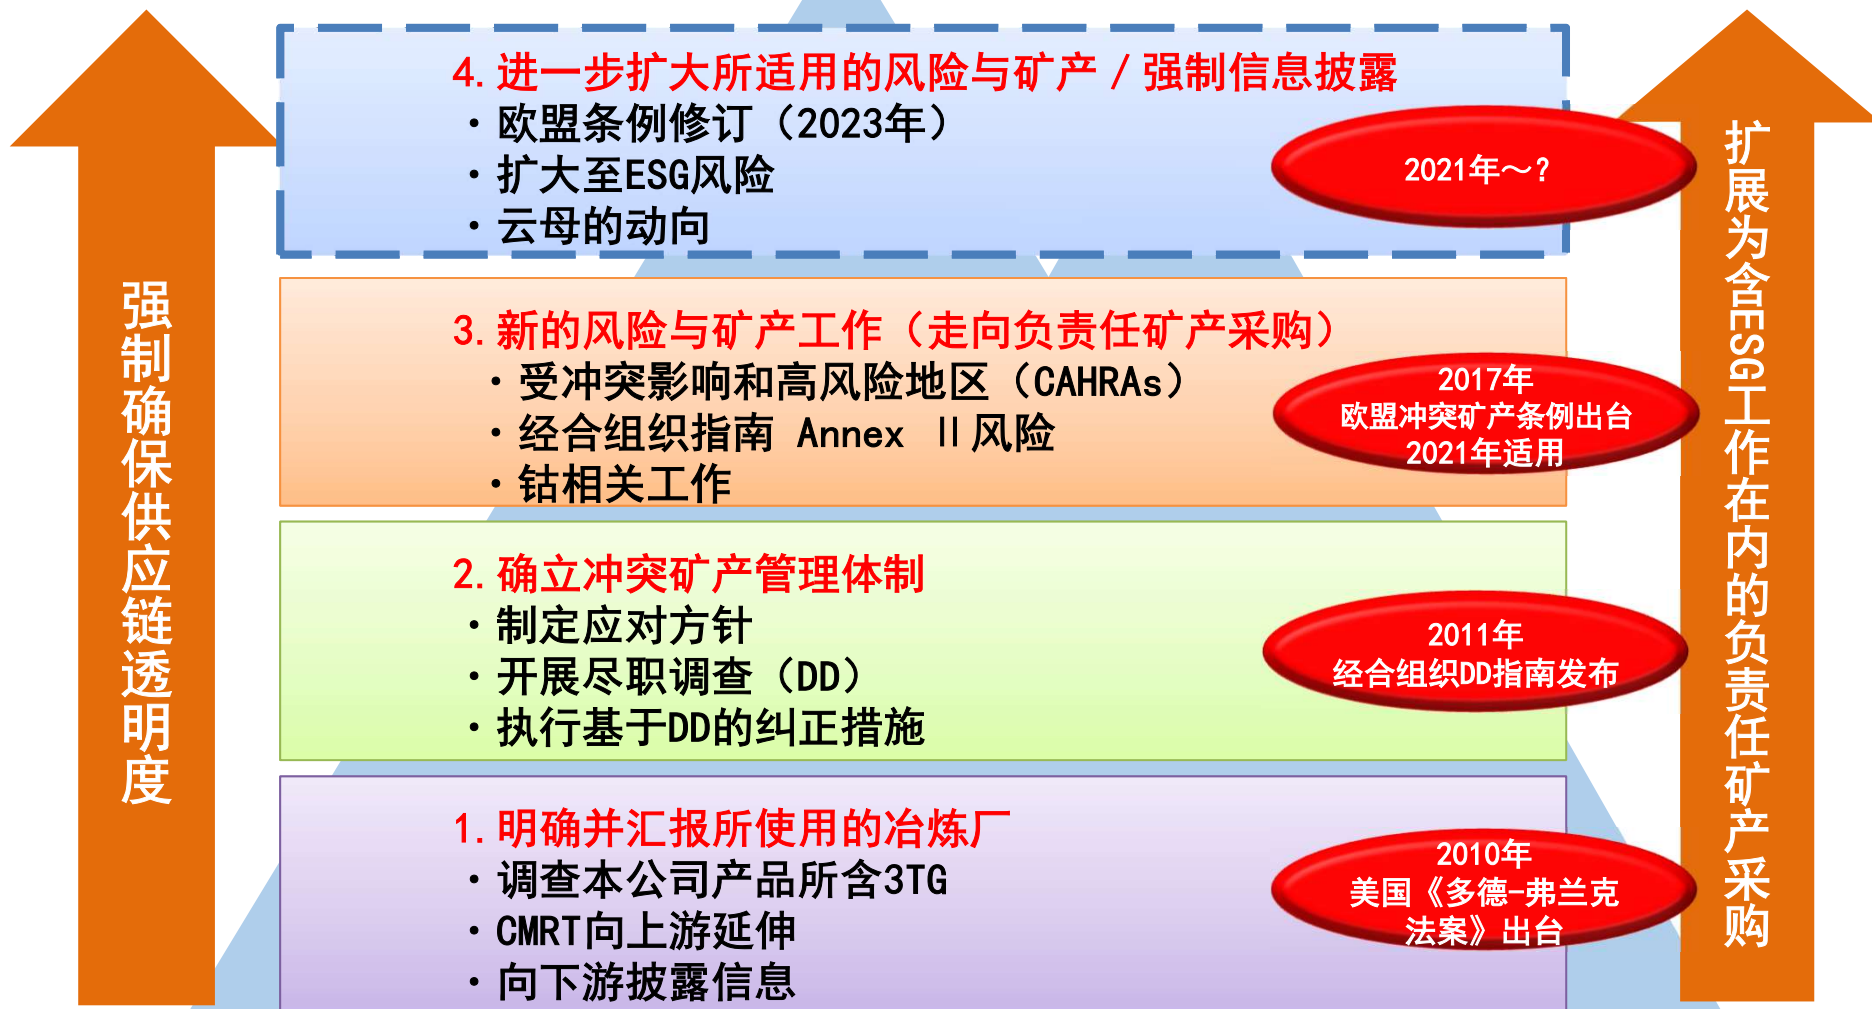 强制确保供应链透明度
4. 进一步扩大所适用的风险与矿产／强制信息披露
・欧盟条例修订（2023年）
・扩大至ESG风险
・云母的动向
2021年～?
3. 新的风险与矿产工作（走向负责任矿产采购）
・受冲突影响和高风险地区（CAHRAs）
・经合组织指南 Annex Ⅱ风险
・钴相关工作
2017年
欧盟冲突矿产条例出台
2021年适用
2. 确立冲突矿产管理体制
・制定应对方针
・开展尽职调查（DD）
・执行基于DD的纠正措施
2011年
经合组织DD指南发布
1. 明确并汇报所使用的冶炼厂
・调查本公司产品所含3TG
・CMRT向上游延伸
・向下游披露信息
2010年
美国《多德-弗兰克
法案》出台
扩展为含ESG工作在内的负责任矿产采购